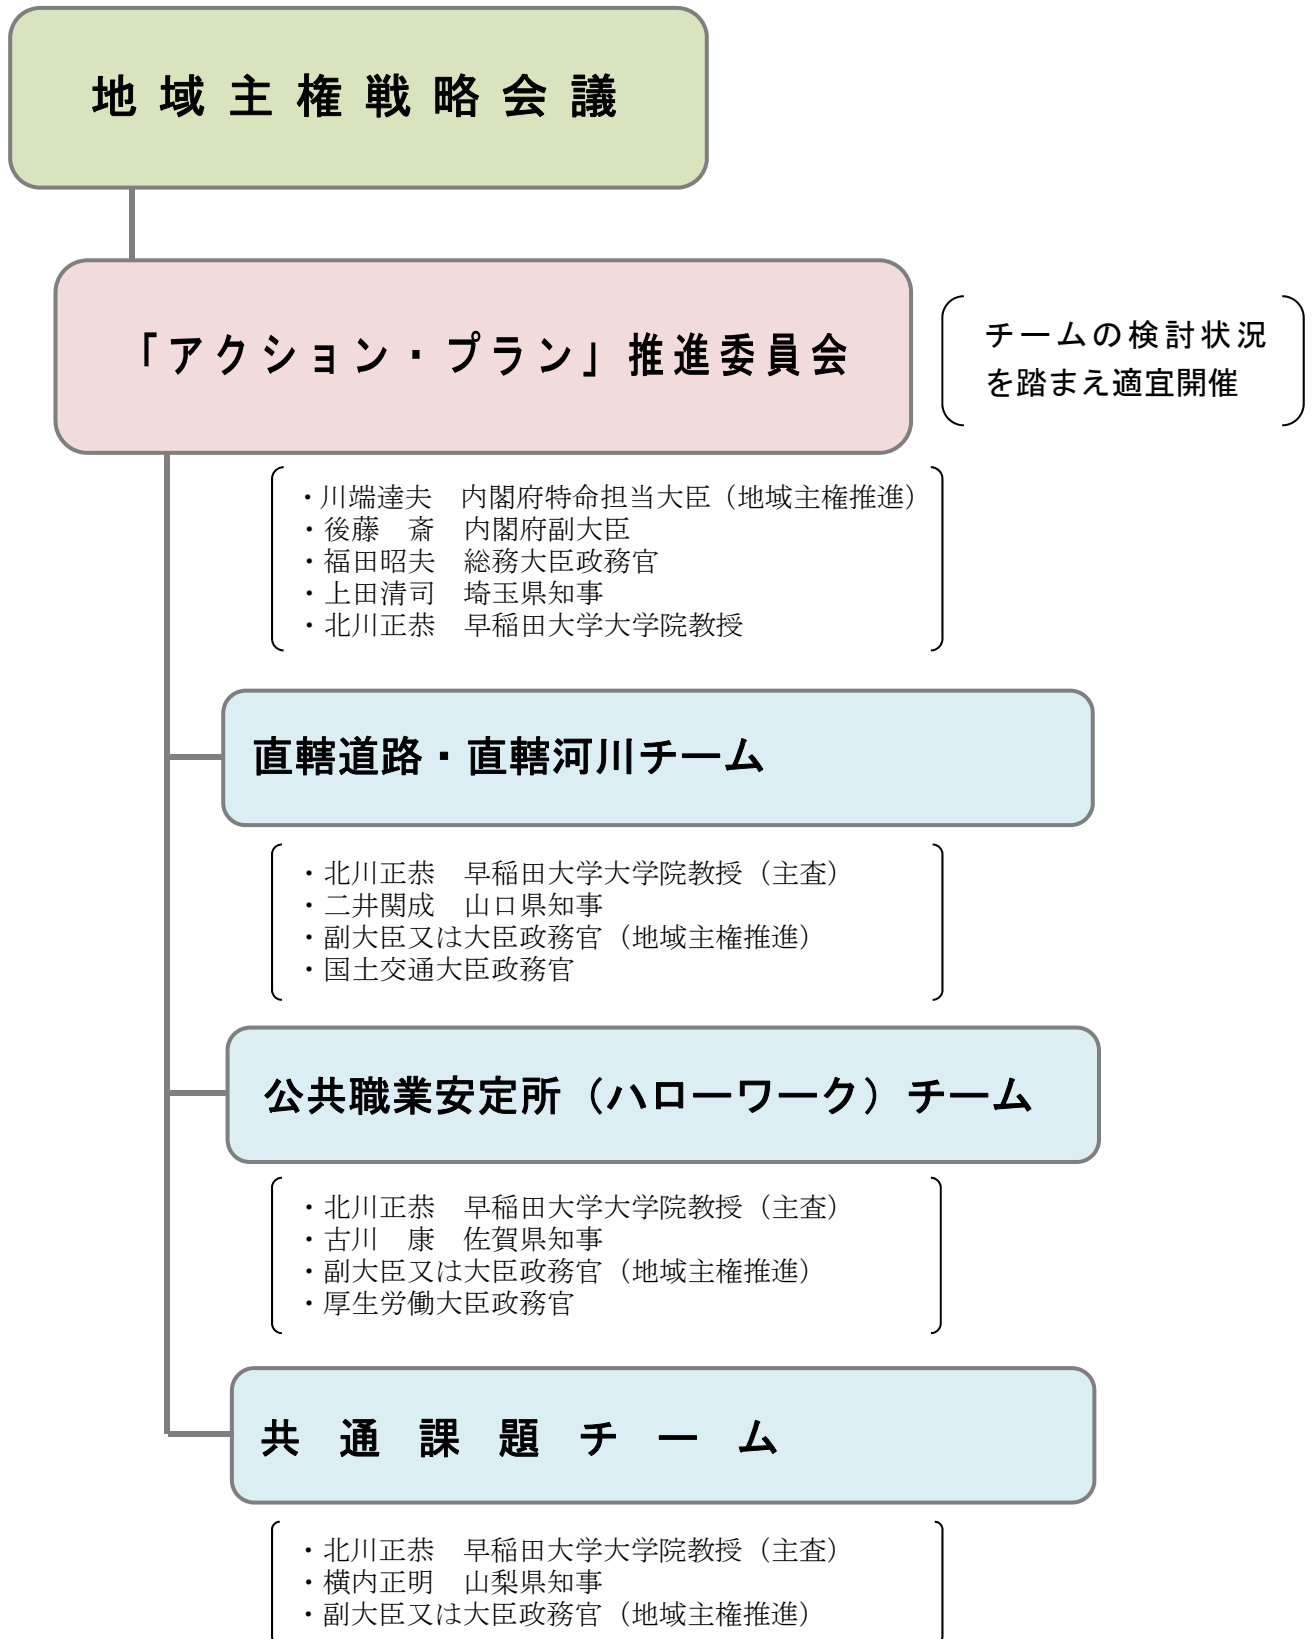 地域主権戦略会議
「アクション・プラン」推進委員会
チームの検討状況
を踏まえ適宜開催
・川端達夫　内閣府特命担当大臣（地域主権推進）
・後藤　斎　内閣府副大臣
・福田昭夫　総務大臣政務官
・上田清司　埼玉県知事
・北川正恭　早稲田大学大学院教授
直轄道路・直轄河川チーム
・北川正恭　早稲田大学大学院教授（主査）
・二井関成　山口県知事
・副大臣又は大臣政務官（地域主権推進）
・国土交通大臣政務官
公共職業安定所（ハローワーク）チーム
・北川正恭　早稲田大学大学院教授（主査）
・古川　康　佐賀県知事
・副大臣又は大臣政務官（地域主権推進）
・厚生労働大臣政務官
共通課題チーム
・北川正恭　早稲田大学大学院教授（主査）
・横内正明　山梨県知事
・副大臣又は大臣政務官（地域主権推進）